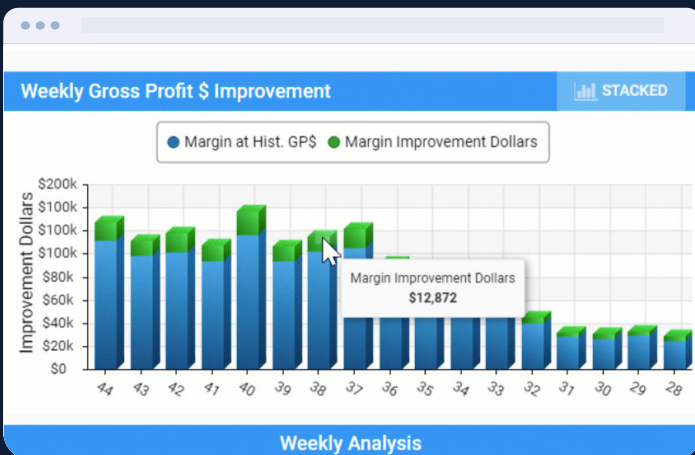 Weekly Gross Profit $ Improvement
STACKED
Margin at Hist. GP$ Margin Improvement Dollars
Improvement Dollars
$200k
$100k
$100k
$100k
$80k
$60k
$40k
$20k
$0
Margin Improvement Dollars
$12,872
44 43 42 41 40 39 38 37 36 35 34 33 32 31 30 29 28
Weekly Analysis